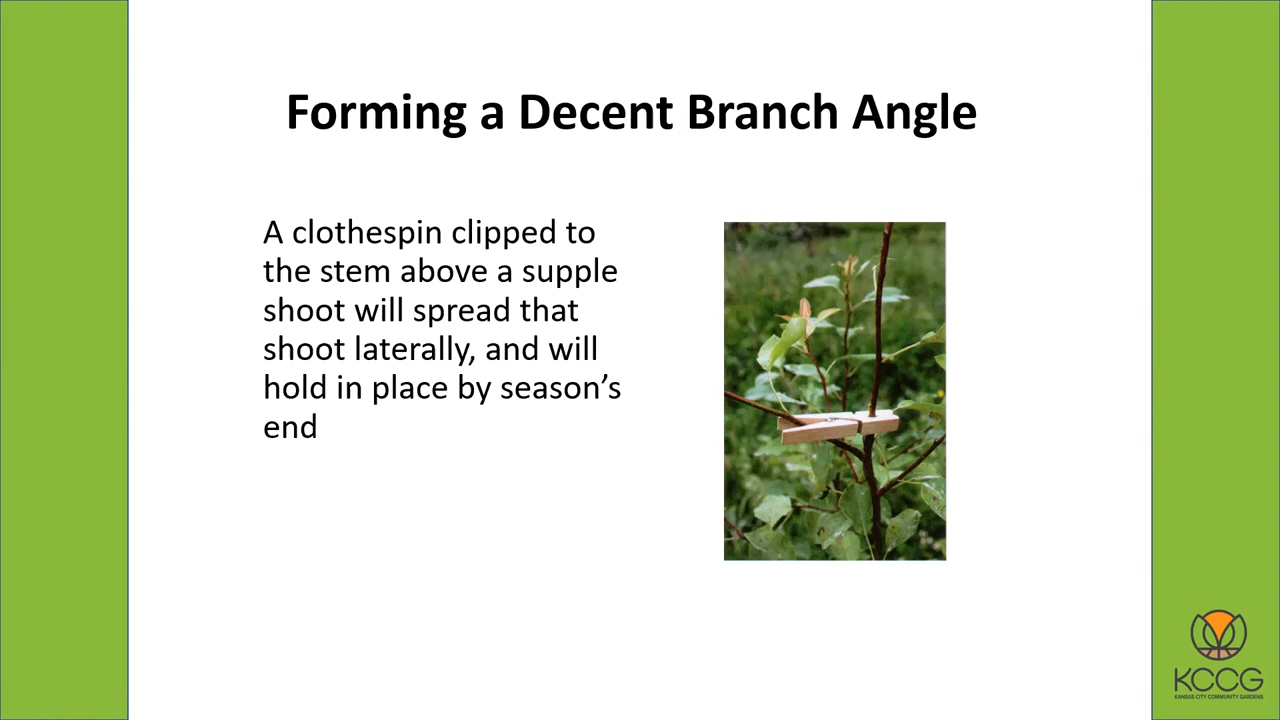 Forming a Decent Branch Angle
A clothespin clipped to
the stem above a supple
shoot will spread that
shoot laterally, and will
hold in place by season’s
end
KCCG
KANSAS CITY COMMUNITY GARDENS